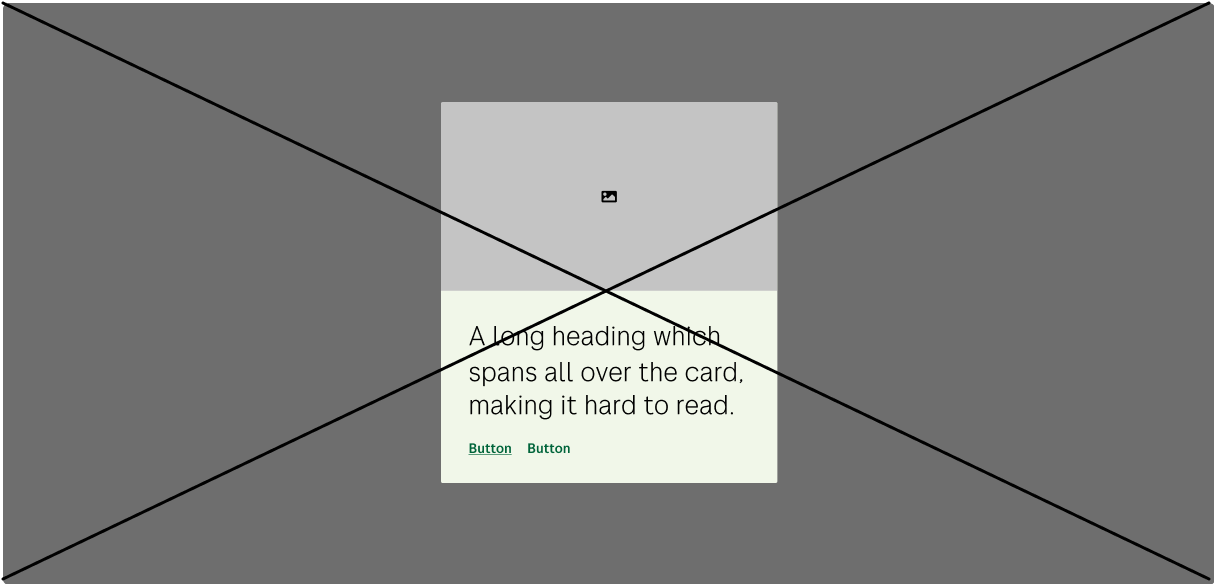 A long heading which
spans all over the card,
making it hard to read.
Button Button